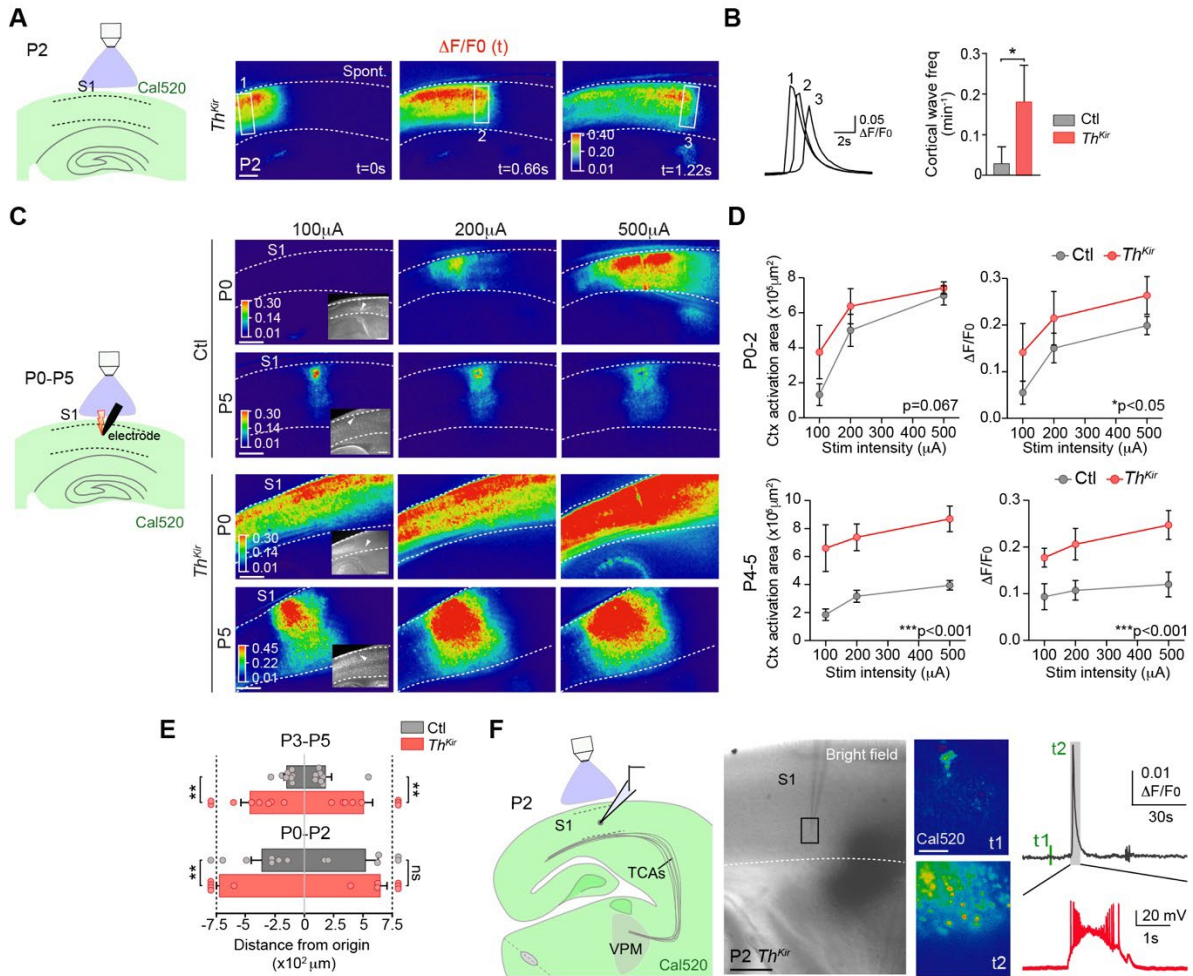 A
P2
S1
Cal520
ΔF/F0 (t)
Th^Kir
1
Spont.
P2
t=0s
2
t=0.66s
0.40
0.20
0.01
3
t=1.22s
B
1
2
3
0.05
ΔF/F0
2s
Cortical wave freq
(min⁻¹)
0.3
0.2
0.1
0
*
Ctl
Th^Kir
C
P0-P5
S1
electrode
Cal520
100µA
200µA
500µA
Ctl
P0
S1
0.30
0.14
0.01
P5
S1
0.30
0.14
0.01
Th^Kir
P0
S1
0.30
0.14
0.01
P5
S1
0.45
0.22
0.01
D
Ctl
Th^Kir
P0-2
Ctx activation area (x10⁵µm²)
8
6
4
2
0
p=0.067
100 200 300 400 500
Stim intensity (µA)
Ctl
Th^Kir
ΔF/F0
0.3
0.2
0.1
0.0
*p<0.05
100 200 300 400 500
Stim intensity (µA)
P4-5
Ctx activation area (x10⁵µm²)
10
8
6
4
2
0
***p<0.001
100 200 300 400 500
Stim intensity (µA)
Ctl
Th^Kir
ΔF/F0
0.3
0.2
0.1
0.0
***p<0.001
100 200 300 400 500
Stim intensity (µA)
E
Ctl
Th^Kir
P3-P5
**
**
P0-P2
**
ns
-7.5 -5 -2.5 0 2.5 5 7.5
Distance from origin
(x10² µm)
F
P2
S1
TCAs
VPM
Cal520
Bright field
S1
P2 Th^Kir
Cal520
t1
t2
t2
t1
0.01
ΔF/F0
30s
20 mV
1s